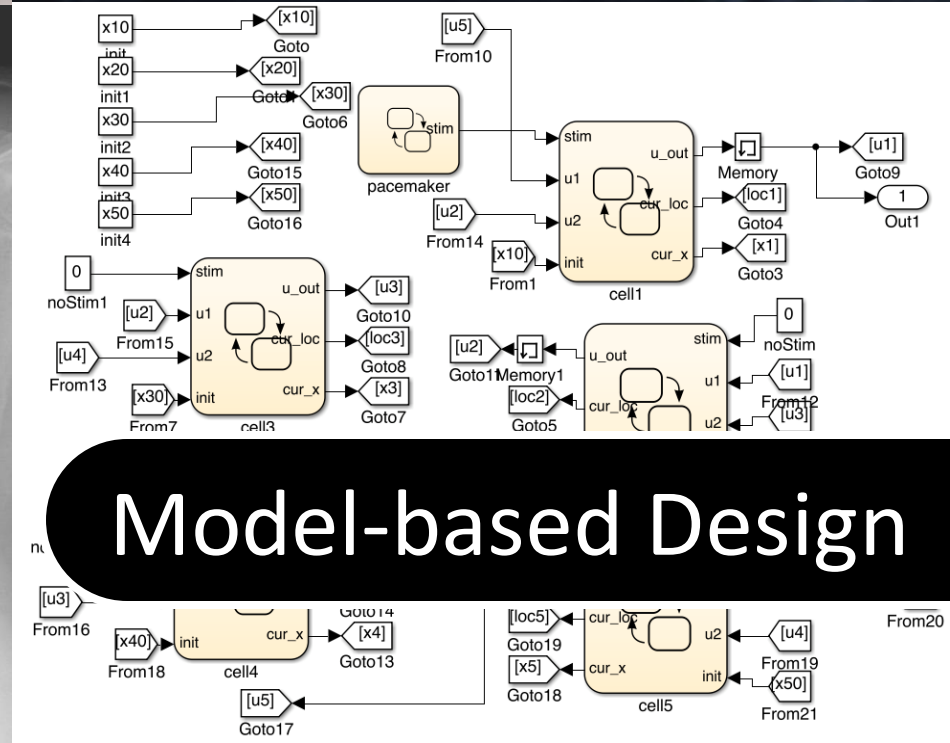 x10
init
[x10]
Goto
x20
init1
[x20]
x30
init2
[x30]
Goto6
x40
init3
[x40]
Goto15
x50
init4
[x50]
Goto16
stim
pacemaker
[u5]
From10
[u2]
From14
[x10]
From1
stim
u1
u2
init
u_out
cur_loc
cur_x
cell1
Memory
[u1]
Goto9
1
Out1
[loc1]
Goto4
[x1]
Goto3
0
noStim1
[u2]
From15
[u4]
From13
[x30]
From7
stim
u1
u2
init
u_out
cur_loc
cur_x
cell3
[u3]
Goto10
[loc3]
Goto8
[x3]
Goto7
[u2]
Goto11
Memory1
[loc2]
Goto5
u_out
cur_loc
stim
u1
u2
0
noStim
[u1]
From12
[u3]
Model-based Design
[u3]
From16
[x40]
From18
init
cur_x
cell4
Goto14
[x4]
Goto13
[u5]
Goto17
[loc5]
Goto19
[x5]
Goto18
cur_loc
cur_x
u2
init
cell5
[u4]
From19
[x50]
From21
From20